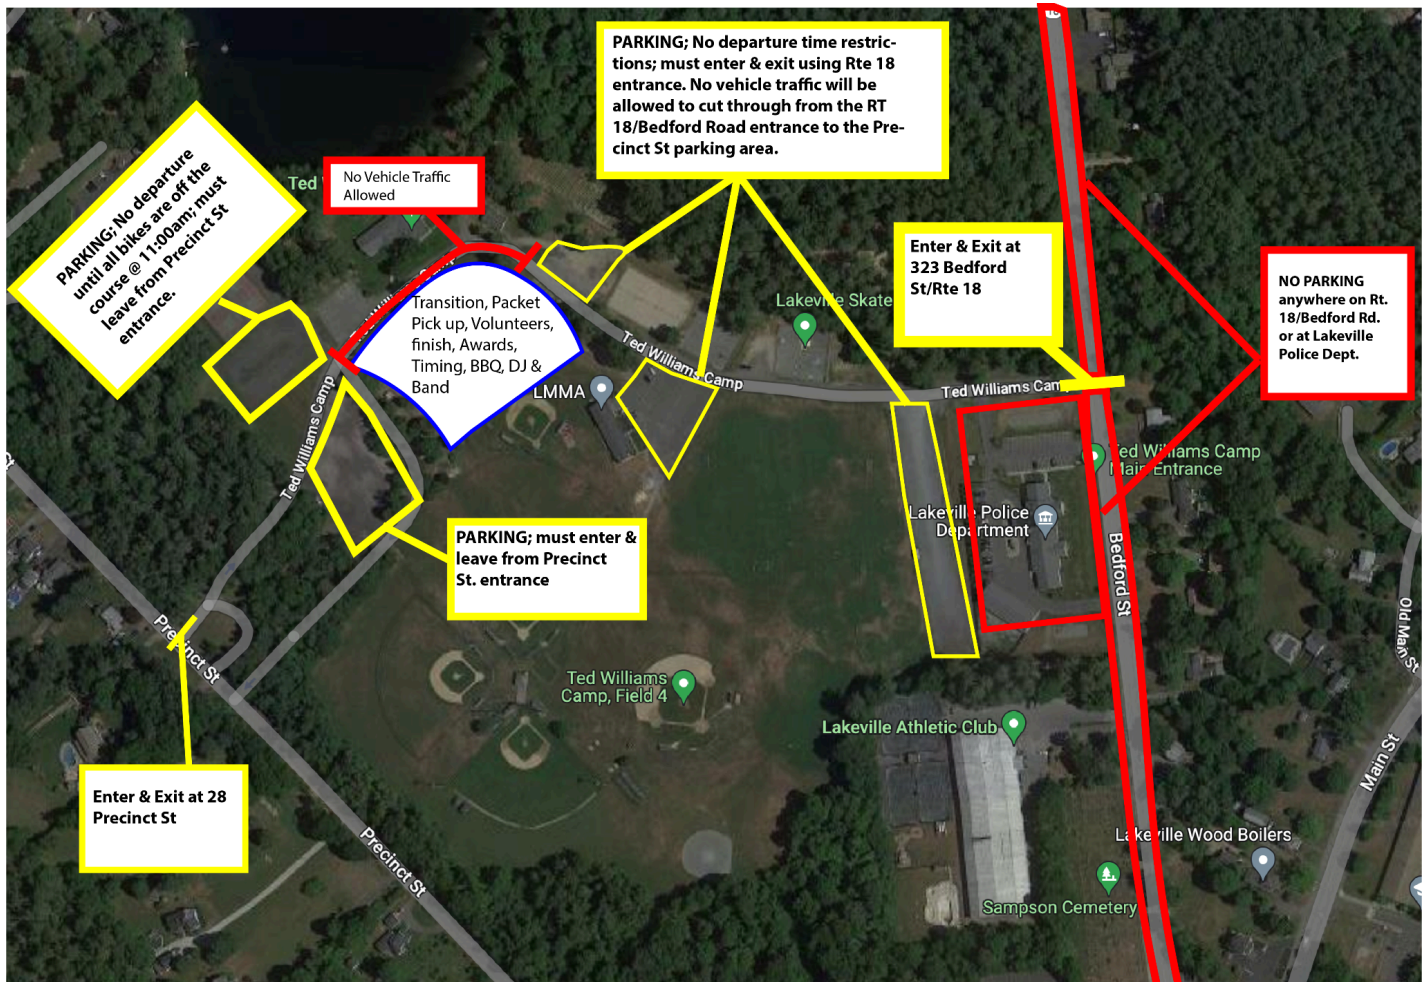 PARKING; No departure time restric-
tions; must enter & exit using Rte 18
entrance. No vehicle traffic will be
allowed to cut through from the RT
18/Bedford Road entrance to the Pre-
cinct St parking area.
PARKING; No departure
until all bikes are off the
course @ 11:00am; must
leave from Precinct St
entrance.
No Vehicle Traffic
Allowed
Ted
Enter & Exit at
323 Bedford
St/Rte 18
NO PARKING
anywhere on Rt.
18/Bedford Rd.
or at Lakeville
Police Dept.
Transition, Packet
Pick up, Volunteers,
finish, Awards,
Timing, BBQ, DJ &
Band
Lakeville Skate
Ted Williams Camp
Ted Williams Camp
LMMA
Ted Williams Camp
Ted Williams Camp
Main Entrance
Lakeville Police
Department
PARKING; must enter &
leave from Precinct
St. entrance
Bedford St
Old Main St
Precinct St
Ted Williams
Camp, Field 4
Lakeville Athletic Club
Main St
Enter & Exit at 28
Precinct St
Precinct St
Lakeville Wood Boilers
Sampson Cemetery